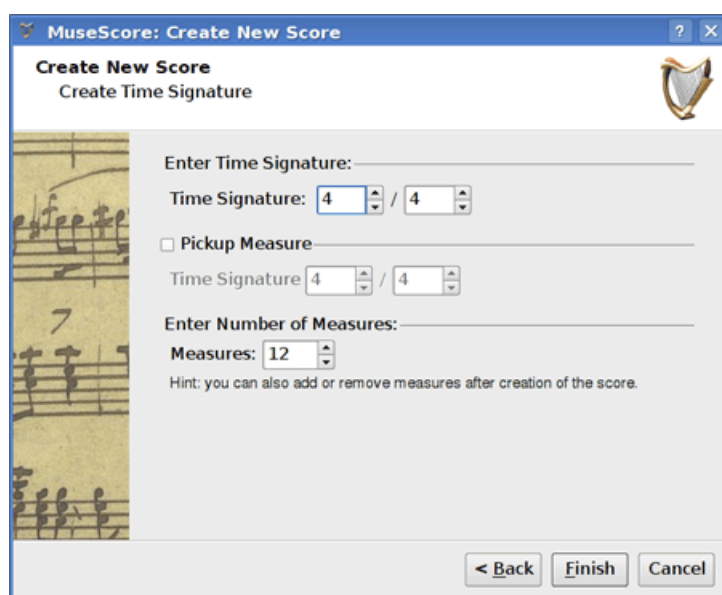 MuseScore: Create New Score
Create New Score
Create Time Signature
Enter Time Signature:
Time Signature: 4 / 4
Pickup Measure
Time Signature 4 / 4
Enter Number of Measures:
Measures: 12
Hint: you can also add or remove measures after creation of the score.
7
< Back Finish Cancel